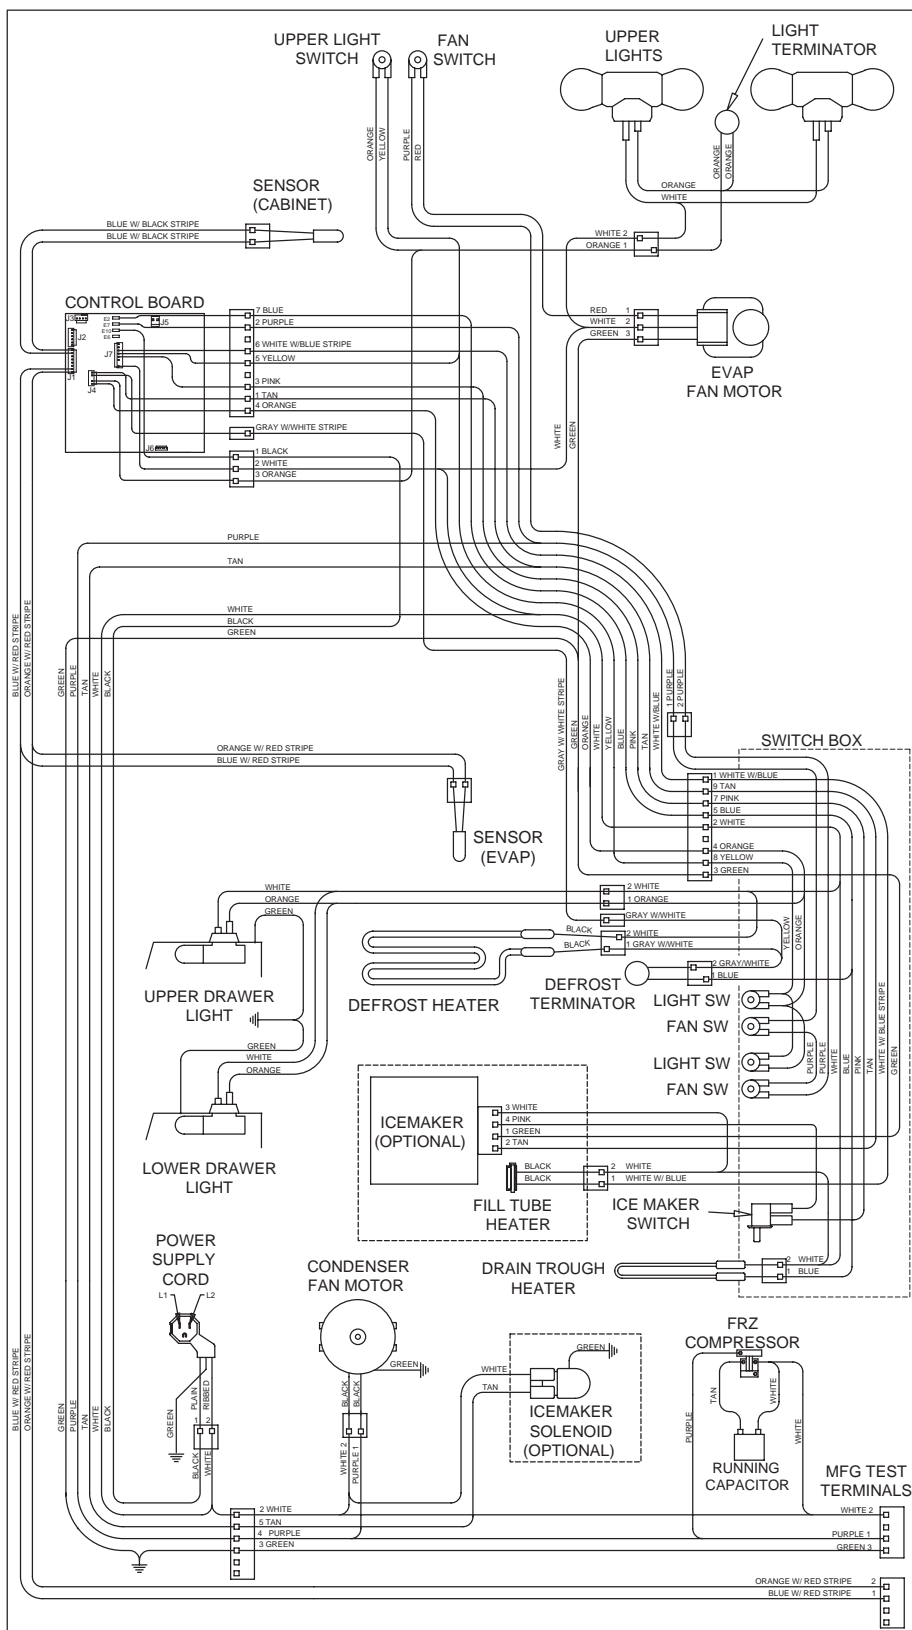 UPPER LIGHT
SWITCH
FAN
SWITCH
UPPER
LIGHTS
LIGHT
TERMINATOR
ORANGE
YELLOW
PURPLE
RED
ORANGE
ORANGE
ORANGE
WHITE
SENSOR
(CABINET)
BLUE W/ BLACK STRIPE
BLUE W/ BLACK STRIPE
WHITE 2
ORANGE 1
CONTROL BOARD
J3
E2
E7
E10
E6
J5
J2
J7
J1
J4
J6
7 BLUE
2 PURPLE
6 WHITE W/BLUE STRIPE
5 YELLOW
3 PINK
1 TAN
4 ORANGE
GRAY W/WHITE STRIPE
1 BLACK
2 WHITE
3 ORANGE
RED 1
WHITE 2
GREEN 3
EVAP
FAN MOTOR
WHITE
GREEN
PURPLE
TAN
WHITE
BLACK
GREEN
BLUE W/ RED STRIPE
ORANGE W/ RED STRIPE
GREEN
PURPLE
TAN
WHITE
BLACK
GRAY W/ WHITE STRIPE
GREEN
ORANGE
WHITE
YELLOW
BLUE
PINK
TAN
WHITE W/BLUE
1 PURPLE
2 PURPLE
ORANGE W/ RED STRIPE
BLUE W/ RED STRIPE
SENSOR
(EVAP)
SWITCH BOX
1 WHITE W/BLUE
9 TAN
7 PINK
5 BLUE
2 WHITE
4 ORANGE
8 YELLOW
3 GREEN
WHITE
ORANGE
GREEN
UPPER DRAWER
LIGHT
2 WHITE
1 ORANGE
GRAY W/WHITE
BLACK
BLACK
2 WHITE
1 GRAY W/WHITE
YELLOW
ORANGE
DEFROST HEATER
DEFROST
TERMINATOR
2 GRAY/WHITE
1 BLUE
LIGHT SW
FAN SW
LIGHT SW
FAN SW
PURPLE
PURPLE
WHITE
BLUE
PINK
TAN
WHITE W/ BLUE STRIPE
GREEN
GREEN
WHITE
ORANGE
LOWER DRAWER
LIGHT
ICEMAKER
(OPTIONAL)
3 WHITE
4 PINK
1 GREEN
2 TAN
BLACK
BLACK
2 WHITE
1 WHITE W/ BLUE
FILL TUBE
HEATER
ICE MAKER
SWITCH
DRAIN TROUGH
HEATER
2 WHITE
1 BLUE
POWER
SUPPLY
CORD
L1
L2
CONDENSER
FAN MOTOR
GREEN
BLACK
BLACK
WHITE 2
PURPLE 1
GREEN
PLAIN
RIBBED
1
2
BLACK
WHITE
WHITE
TAN
GREEN
ICEMAKER
SOLENOID
(OPTIONAL)
FRZ
COMPRESSOR
PURPLE
TAN
WHITE
WHITE
RUNNING
CAPACITOR
MFG TEST
TERMINALS
BLUE W/ RED STRIPE
ORANGE W/ RED STRIPE
GREEN
PURPLE
TAN
WHITE
BLACK
2 WHITE
5 TAN
4 PURPLE
3 GREEN
WHITE 2
PURPLE 1
GREEN 3
ORANGE W/ RED STRIPE 2
BLUE W/ RED STRIPE 1